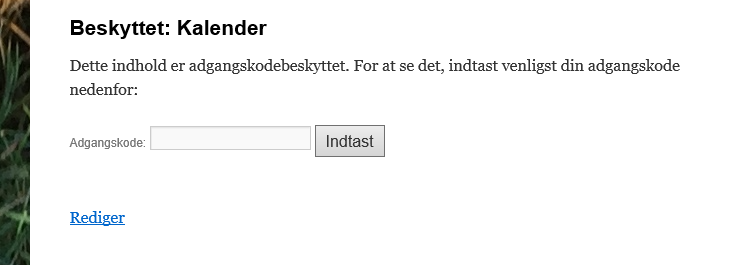 Beskyttet: Kalender
Dette indhold er adgangskodebeskyttet. For at se det, indtast venligst din adgangskode
nedenfor:
Adgangskode: Indtast
Rediger